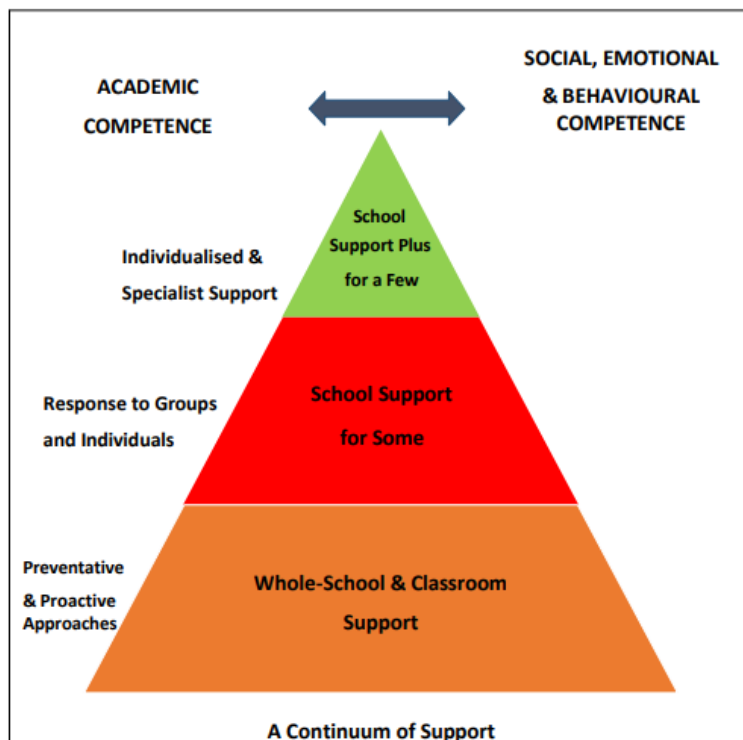 ACADEMIC
COMPETENCE
SOCIAL, EMOTIONAL
& BEHAVIOURAL
COMPETENCE
School
Support Plus
for a Few
Individualised &
Specialist Support
School Support
for Some
Response to Groups
and Individuals
Whole-School & Classroom
Support
Preventative
& Proactive
Approaches
A Continuum of Support